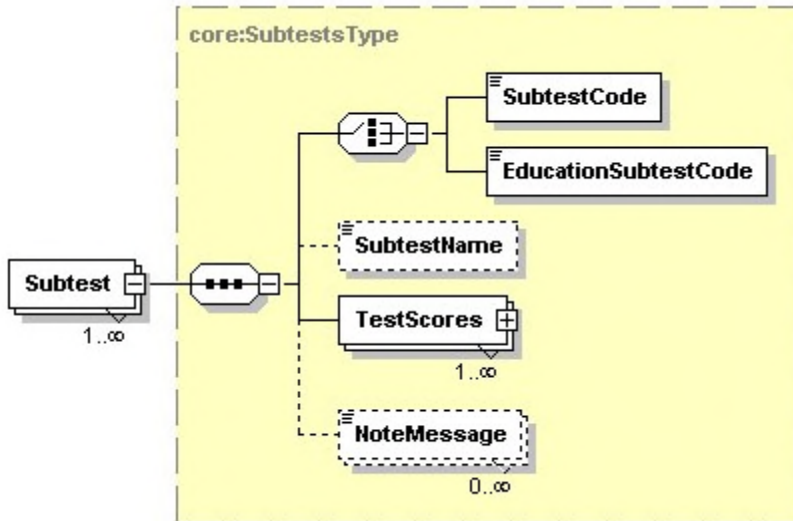 core:SubtestsType
SubtestCode
EducationSubtestCode
SubtestName
Subtest
1..∞
TestScores
1..∞
NoteMessage
0..∞